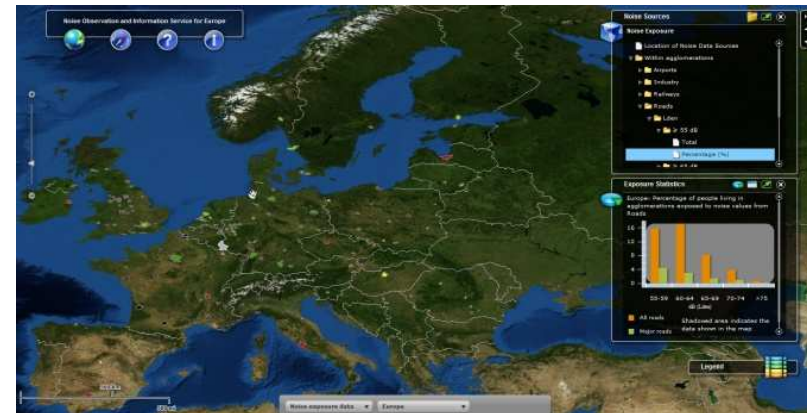 Noise Observation and Information Service for Europe
Noise Sources
Noise Exposure
Location of Noise Data Sources
Within agglomerations
Airports
Industry
Railways
Roads
Lden
≥ 55 dB
Total
Percentage (%)
Exposure Statistics
Europe: Percentage of people living in
agglomerations exposed to noise values from
Roads
16
12
8
4
0
55-59 60-64 65-69 70-74 >75
dB (Lden)
All roads
Major roads
Shadowed area indicates the
data shown in the map
Legend
Noise exposure data
Europe